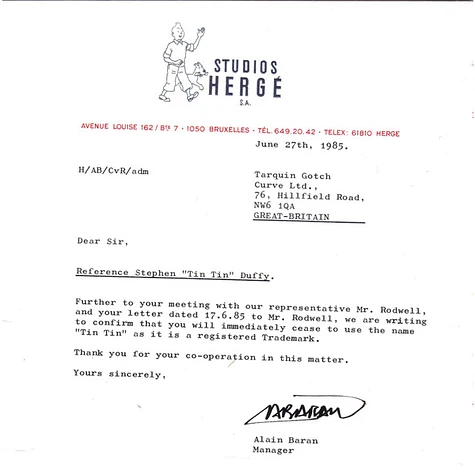 STUDIOS
HERGÉ
S.A.
AVENUE LOUISE 162 / Bte 7 · 1050 BRUXELLES · TÉL. 649.20.42 · TELEX: 61810 HERGE
June 27th, 1985.
H/AB/CvR/adm
Tarquin Gotch
Curve Ltd.,
76, Hillfield Road,
NW6 1QA
GREAT-BRITAIN
Dear Sir,
Reference Stephen "Tin Tin" Duffy.
Further to your meeting with our representative Mr. Rodwell,
and your letter dated 17.6.85 to Mr. Rodwell, we are writing
to confirm that you will immediately cease to use the name
"Tin Tin" as it is a registered Trademark.
Thank you for your co-operation in this matter.
Yours sincerely,
Alain Baran
Manager